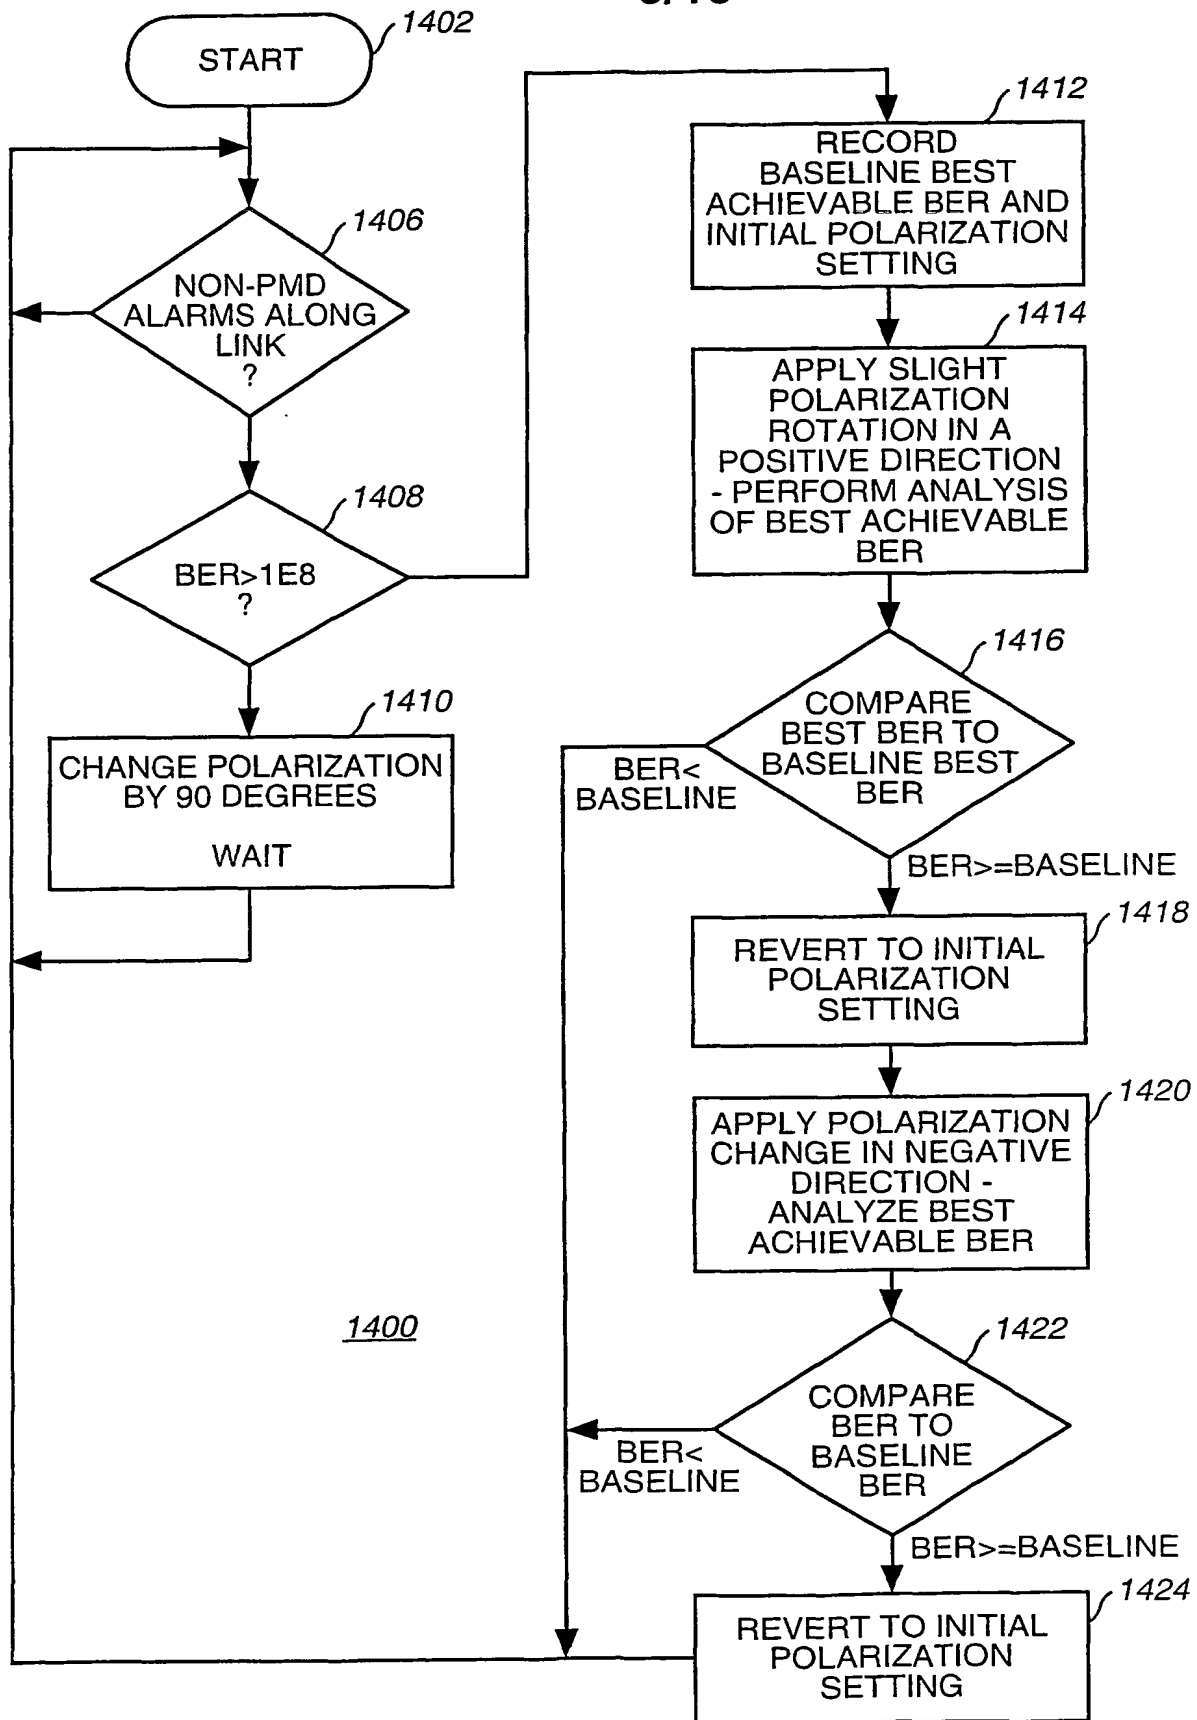 START
1402
NON-PMD
ALARMS ALONG
LINK
?
1406
BER>1E8
?
1408
1410
CHANGE POLARIZATION
BY 90 DEGREES
WAIT
1400
1412
RECORD
BASELINE BEST
ACHIEVABLE BER AND
INITIAL POLARIZATION
SETTING
1414
APPLY SLIGHT
POLARIZATION
ROTATION IN A
POSITIVE DIRECTION
- PERFORM ANALYSIS
OF BEST ACHIEVABLE
BER
1416
COMPARE
BEST BER TO
BASELINE BEST
BER
BER<
BASELINE
BER>=BASELINE
1418
REVERT TO INITIAL
POLARIZATION
SETTING
1420
APPLY POLARIZATION
CHANGE IN NEGATIVE
DIRECTION -
ANALYZE BEST
ACHIEVABLE BER
1422
COMPARE
BER TO
BASELINE
BER
BER<
BASELINE
BER>=BASELINE
1424
REVERT TO INITIAL
POLARIZATION
SETTING